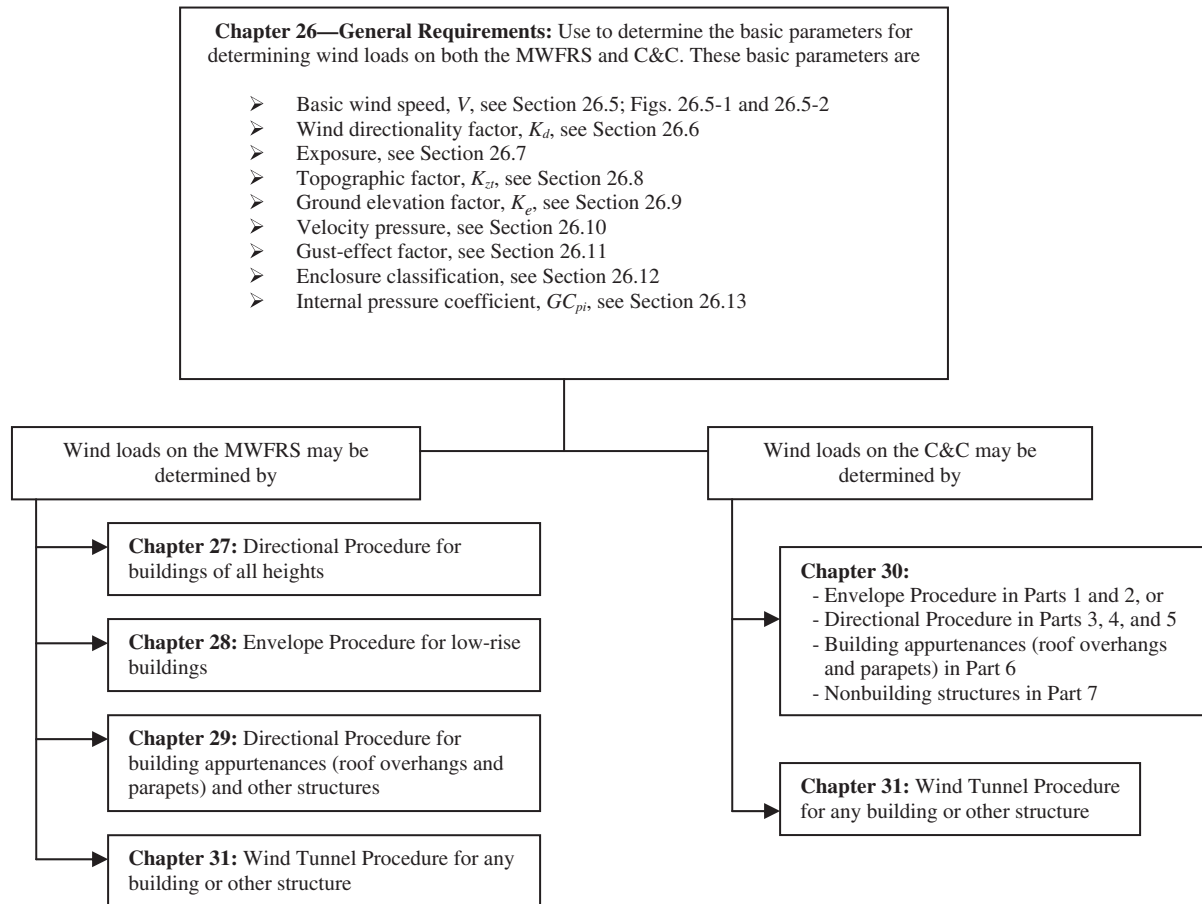 Chapter 26—General Requirements: Use to determine the basic parameters for
determining wind loads on both the MWFRS and C&C. These basic parameters are
➢ Basic wind speed, V, see Section 26.5; Figs. 26.5-1 and 26.5-2
➢ Wind directionality factor, Kd, see Section 26.6
➢ Exposure, see Section 26.7
➢ Topographic factor, Kzt, see Section 26.8
➢ Ground elevation factor, Ke, see Section 26.9
➢ Velocity pressure, see Section 26.10
➢ Gust-effect factor, see Section 26.11
➢ Enclosure classification, see Section 26.12
➢ Internal pressure coefficient, GCpi, see Section 26.13
Wind loads on the MWFRS may be
determined by
Chapter 27: Directional Procedure for
buildings of all heights
Chapter 28: Envelope Procedure for low-rise
buildings
Chapter 29: Directional Procedure for
building appurtenances (roof overhangs and
parapets) and other structures
Chapter 31: Wind Tunnel Procedure for any
building or other structure
Wind loads on the C&C may be
determined by
Chapter 30:
- Envelope Procedure in Parts 1 and 2, or
- Directional Procedure in Parts 3, 4, and 5
- Building appurtenances (roof overhangs
and parapets) in Part 6
- Nonbuilding structures in Part 7
Chapter 31: Wind Tunnel Procedure
for any building or other structure